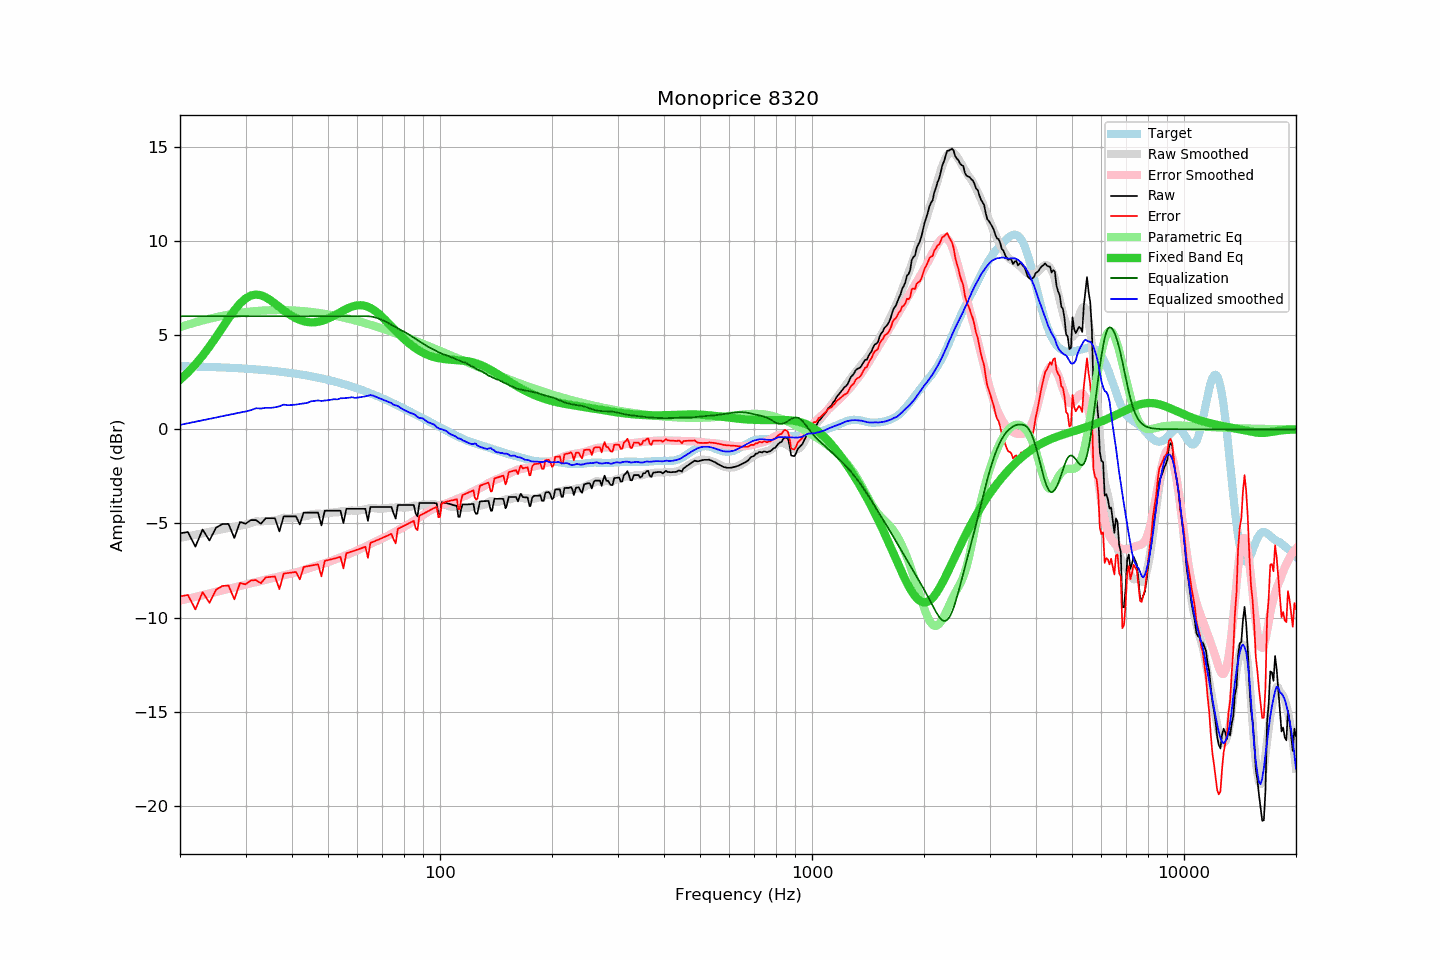 Monoprice 8320
Amplitude (dBr)
15
10
5
0
−5
−10
−15
−20
Target
Raw Smoothed
Error Smoothed
Raw
Error
Parametric Eq
Fixed Band Eq
Equalization
Equalized smoothed
100
1000
10000
Frequency (Hz)